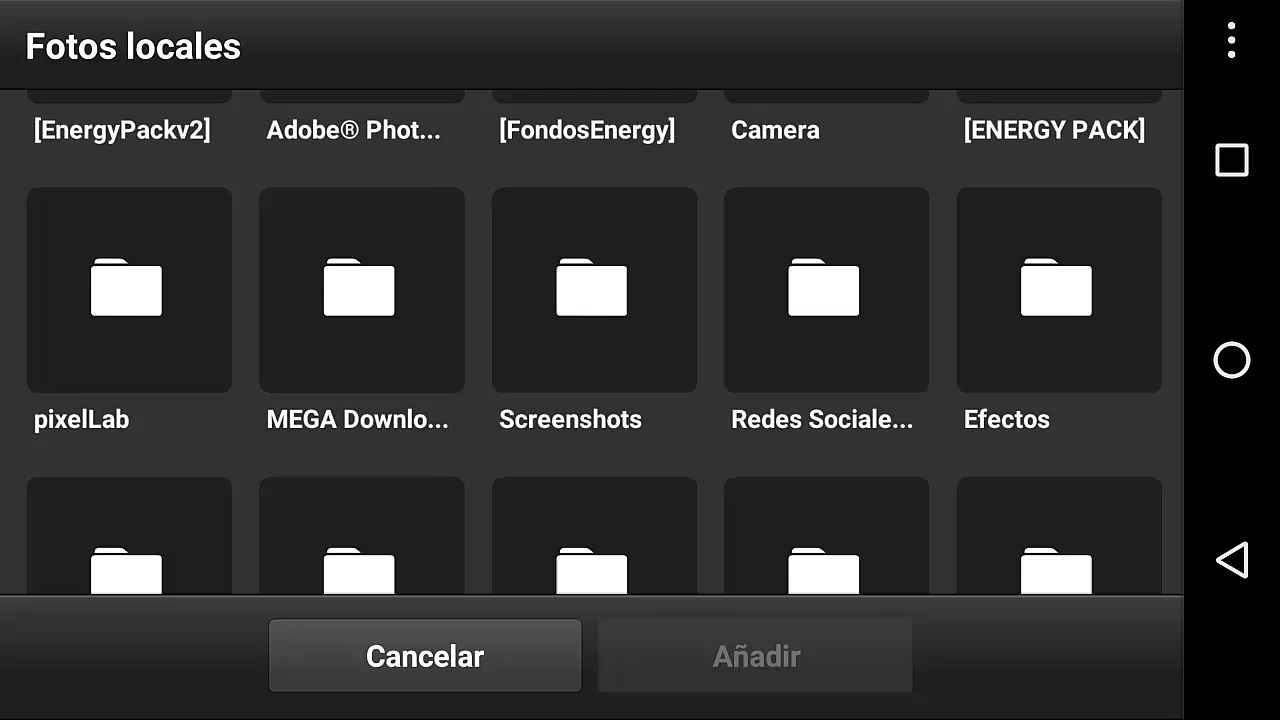 Fotos locales
[EnergyPackv2]
Adobe® Phot...
[FondosEnergy]
Camera
[ENERGY PACK]
pixelLab
MEGA Downlo...
Screenshots
Redes Sociale...
Efectos
Cancelar
Añadir